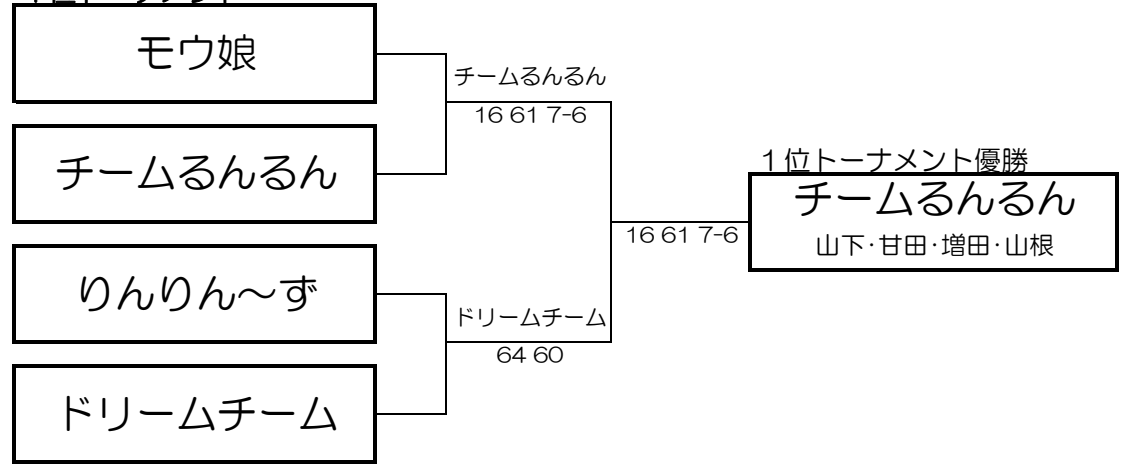 モウ娘
チームるんるん
16 61 7-6
チームるんるん
１位トーナメント優勝
チームるんるん
山下･甘田･増田･山根
16 61 7-6
りんりん～ず
ドリームチーム
64 60
ドリームチーム